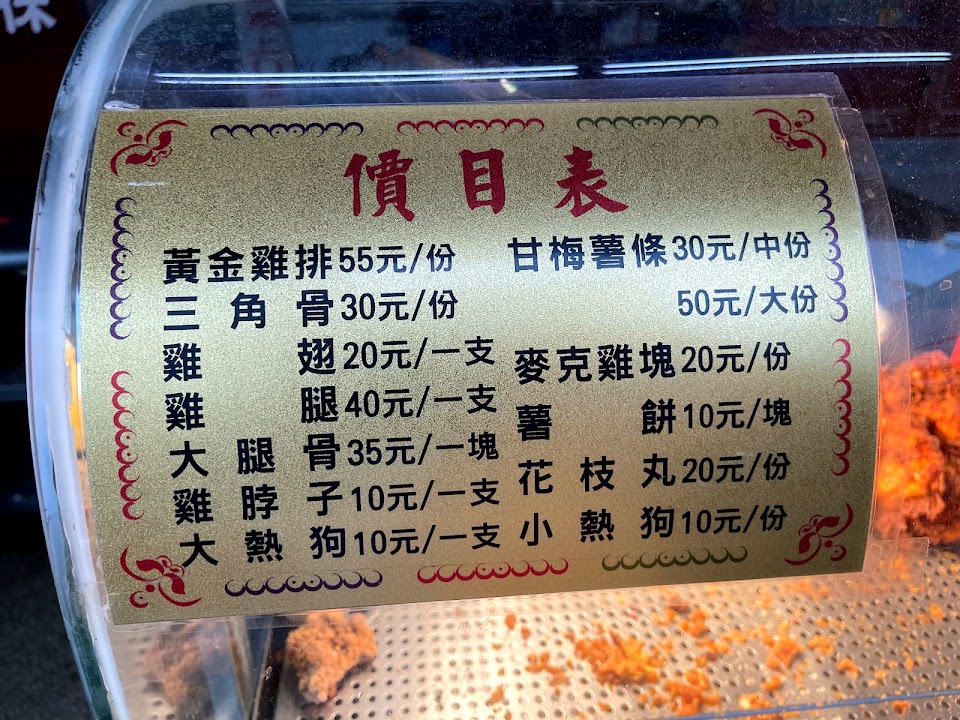 價目表
黃金雞排55元/份
三角骨30元/份
雞翅20元/一支
雞腿40元/一支
大腿骨35元/一塊
雞脖子10元/一支
大熱狗10元/一支
甘梅薯條30元/中份
50元/大份
麥克雞塊20元/份
薯餅10元/塊
花枝丸20元/份
小熱狗10元/份